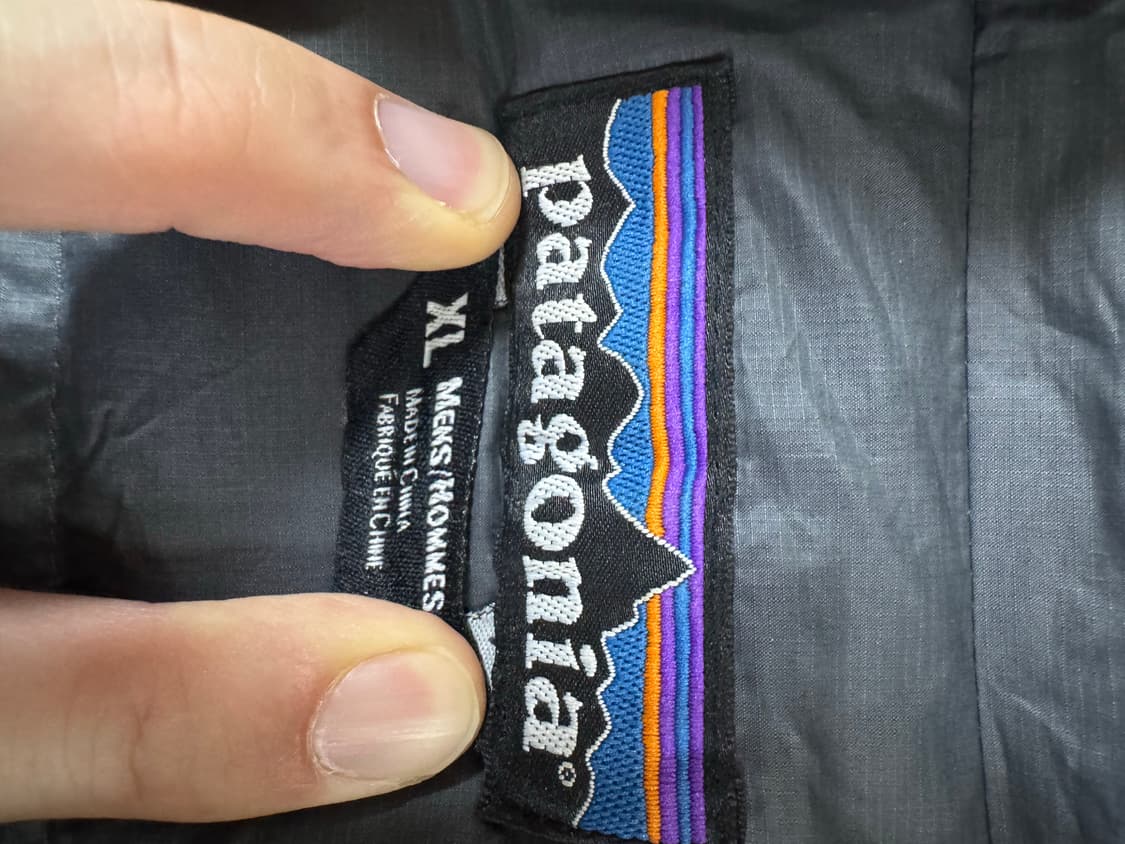 patagonia®
XL MENS/HOMMES
MADE IN CHINA
FABRIQUÉ EN CHINE